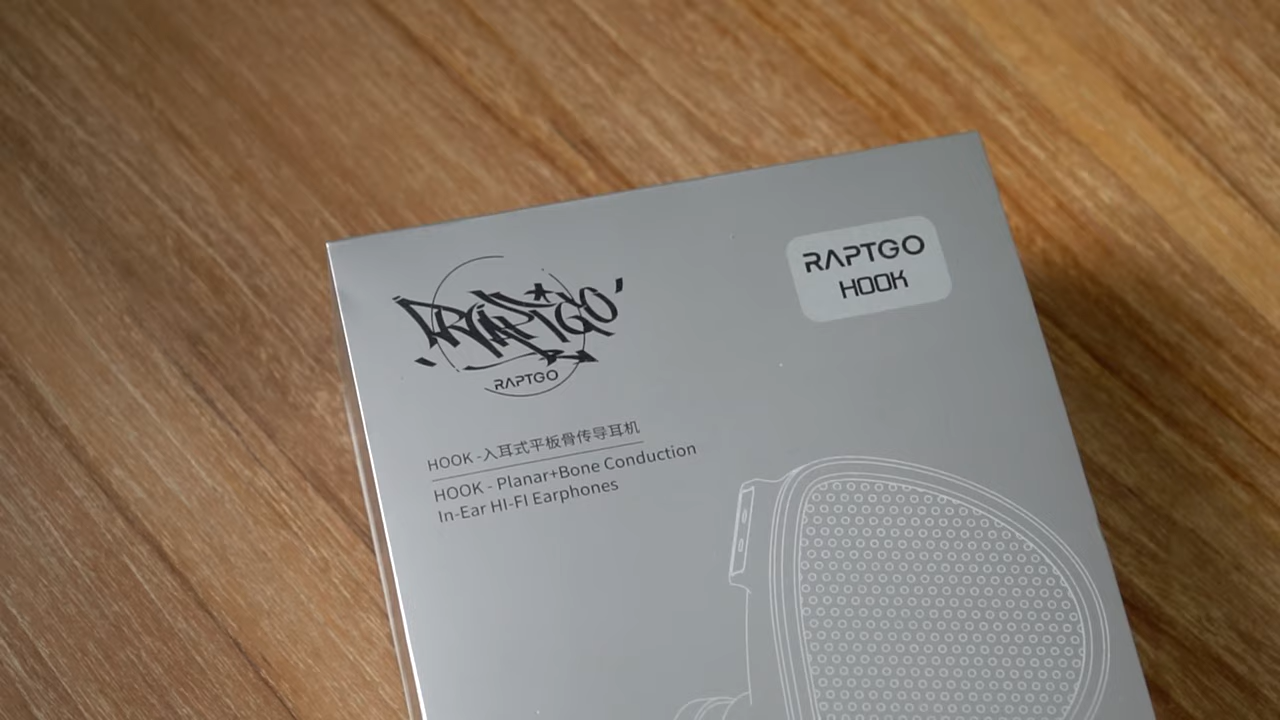 RAPTGO
RAPTGO
RAPTGO
HOOK
HOOK -入耳式平板骨传导耳机
HOOK - Planar+Bone Conduction
In-Ear HI-FI Earphones